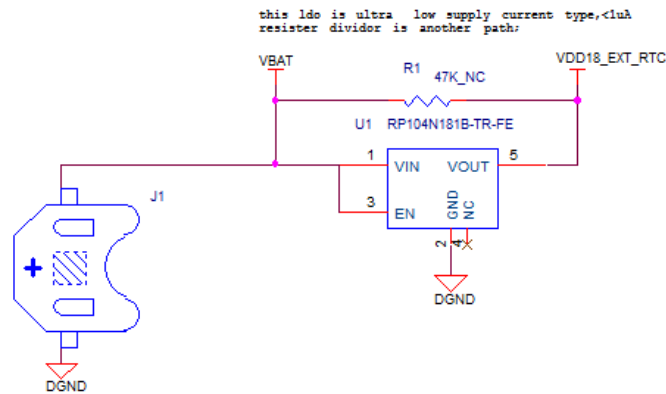 this ldo is ultra low supply current type,<1uA
resister dividor is another path;
VBAT
VDD18_EXT_RTC
R1
47K_NC
U1 RP104N181B-TR-FE
1 VIN VOUT 5
3 EN GND NC
2 4
DGND
J1
+
DGND